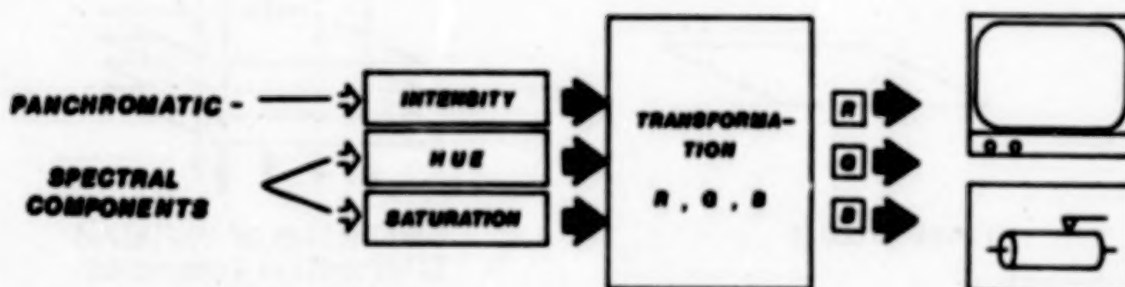 PANCHROMATIC -
SPECTRAL
COMPONENTS
INTENSITY
HUE
SATURATION
TRANSFORMA-
TION
R , G , B
R
G
B